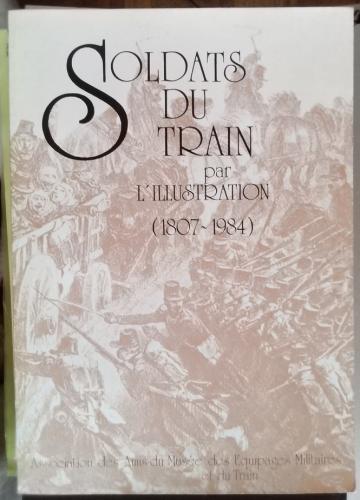 SOLDATS
DU
TRAIN
par
L'ILLUSTRATION
(1807~1984)
Association des Amis du Musée des Equipages Militaires
et du Train